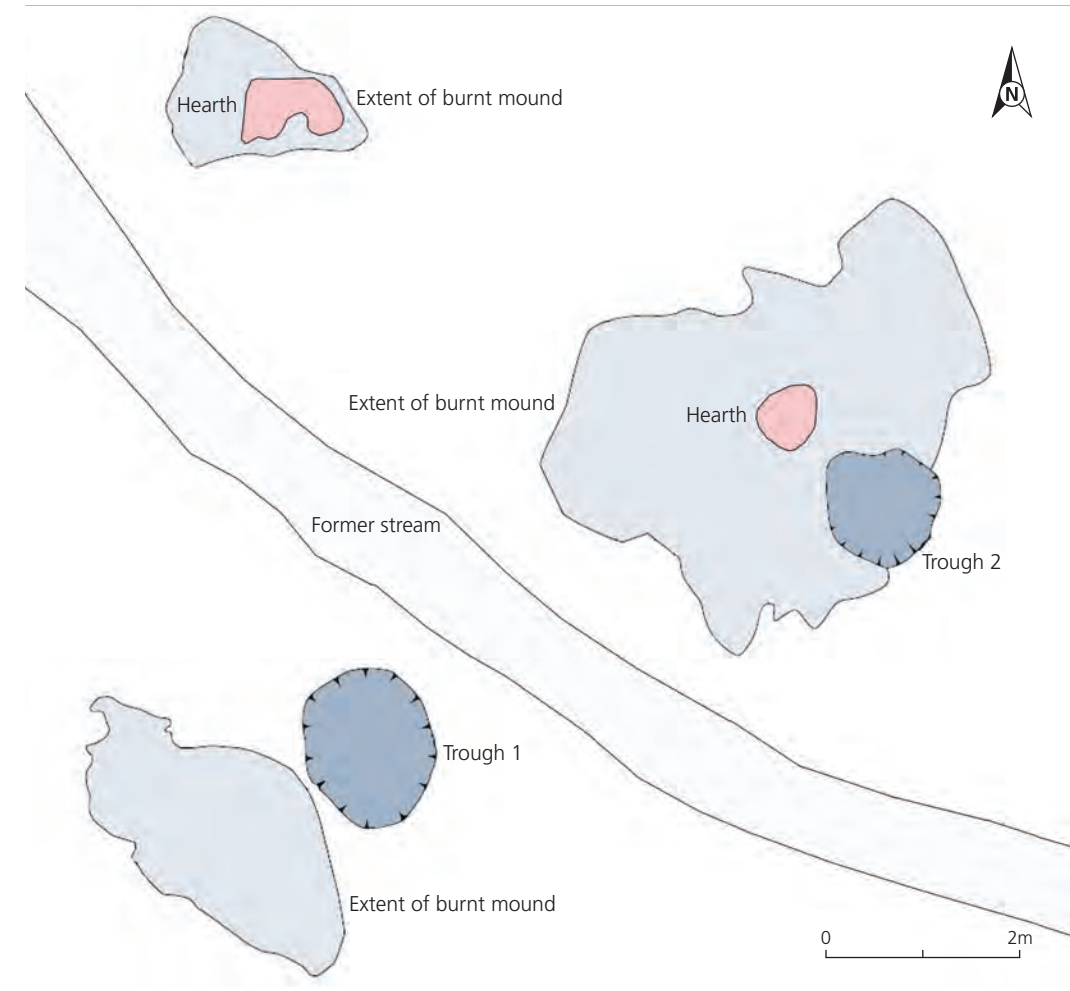 N
Hearth
Extent of burnt mound
Extent of burnt mound
Hearth
Former stream
Trough 2
Trough 1
Extent of burnt mound
0 2m